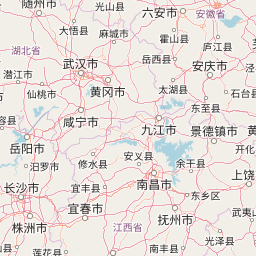 随州市
光山县
六安市
安徽省
大悟县
湖北省
麻城市
霍山县
庐江县
武汉市
岳西县
潜江市
安庆市
黄冈市
仙桃市
太湖县
石台县
东至县
咸宁市
九江市
岳阳市
景德镇市
开化
汨罗市
修水县
安义县
余干县
上饶
长沙市
宜丰县
南昌市
东乡区
株洲市
宜春市
抚州市
武夷山
江西省
莲花县
南丰县
光泽县